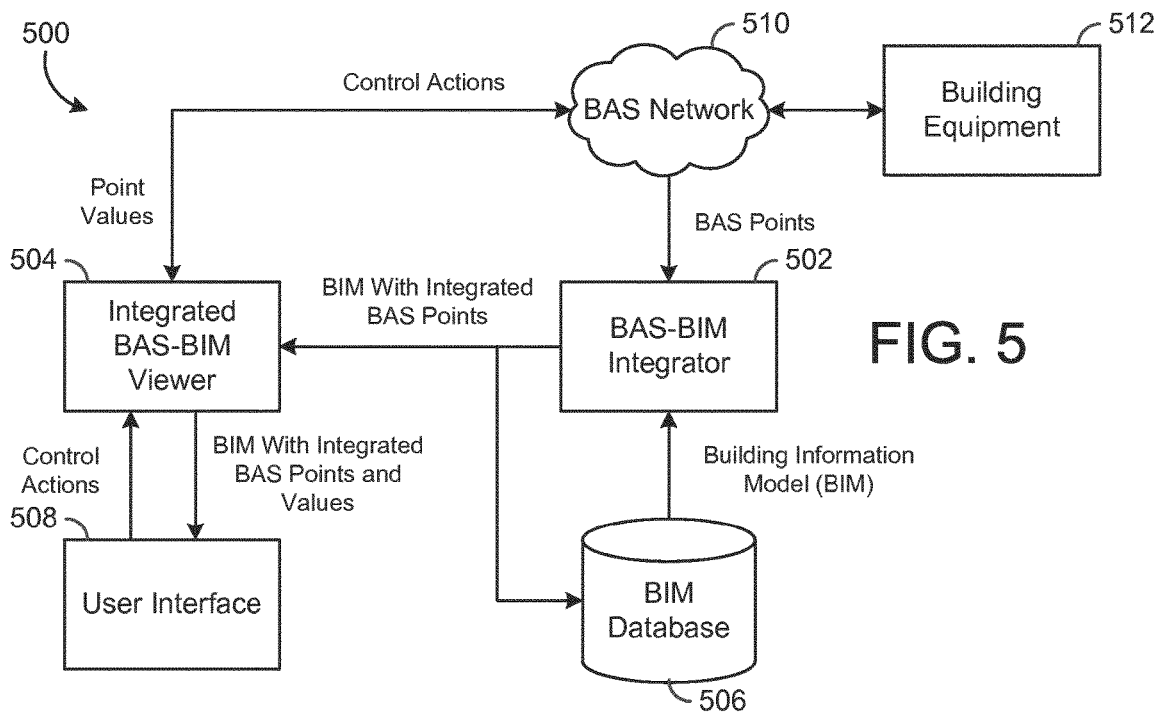 500
510
512
Control Actions
BAS Network
Building
Equipment
Point
Values
BAS Points
504
502
Integrated
BAS-BIM
Viewer
BIM With Integrated
BAS Points
BAS-BIM
Integrator
FIG. 5
Control
Actions
BIM With Integrated
BAS Points and
Values
Building Information
Model (BIM)
508
User Interface
BIM
Database
506